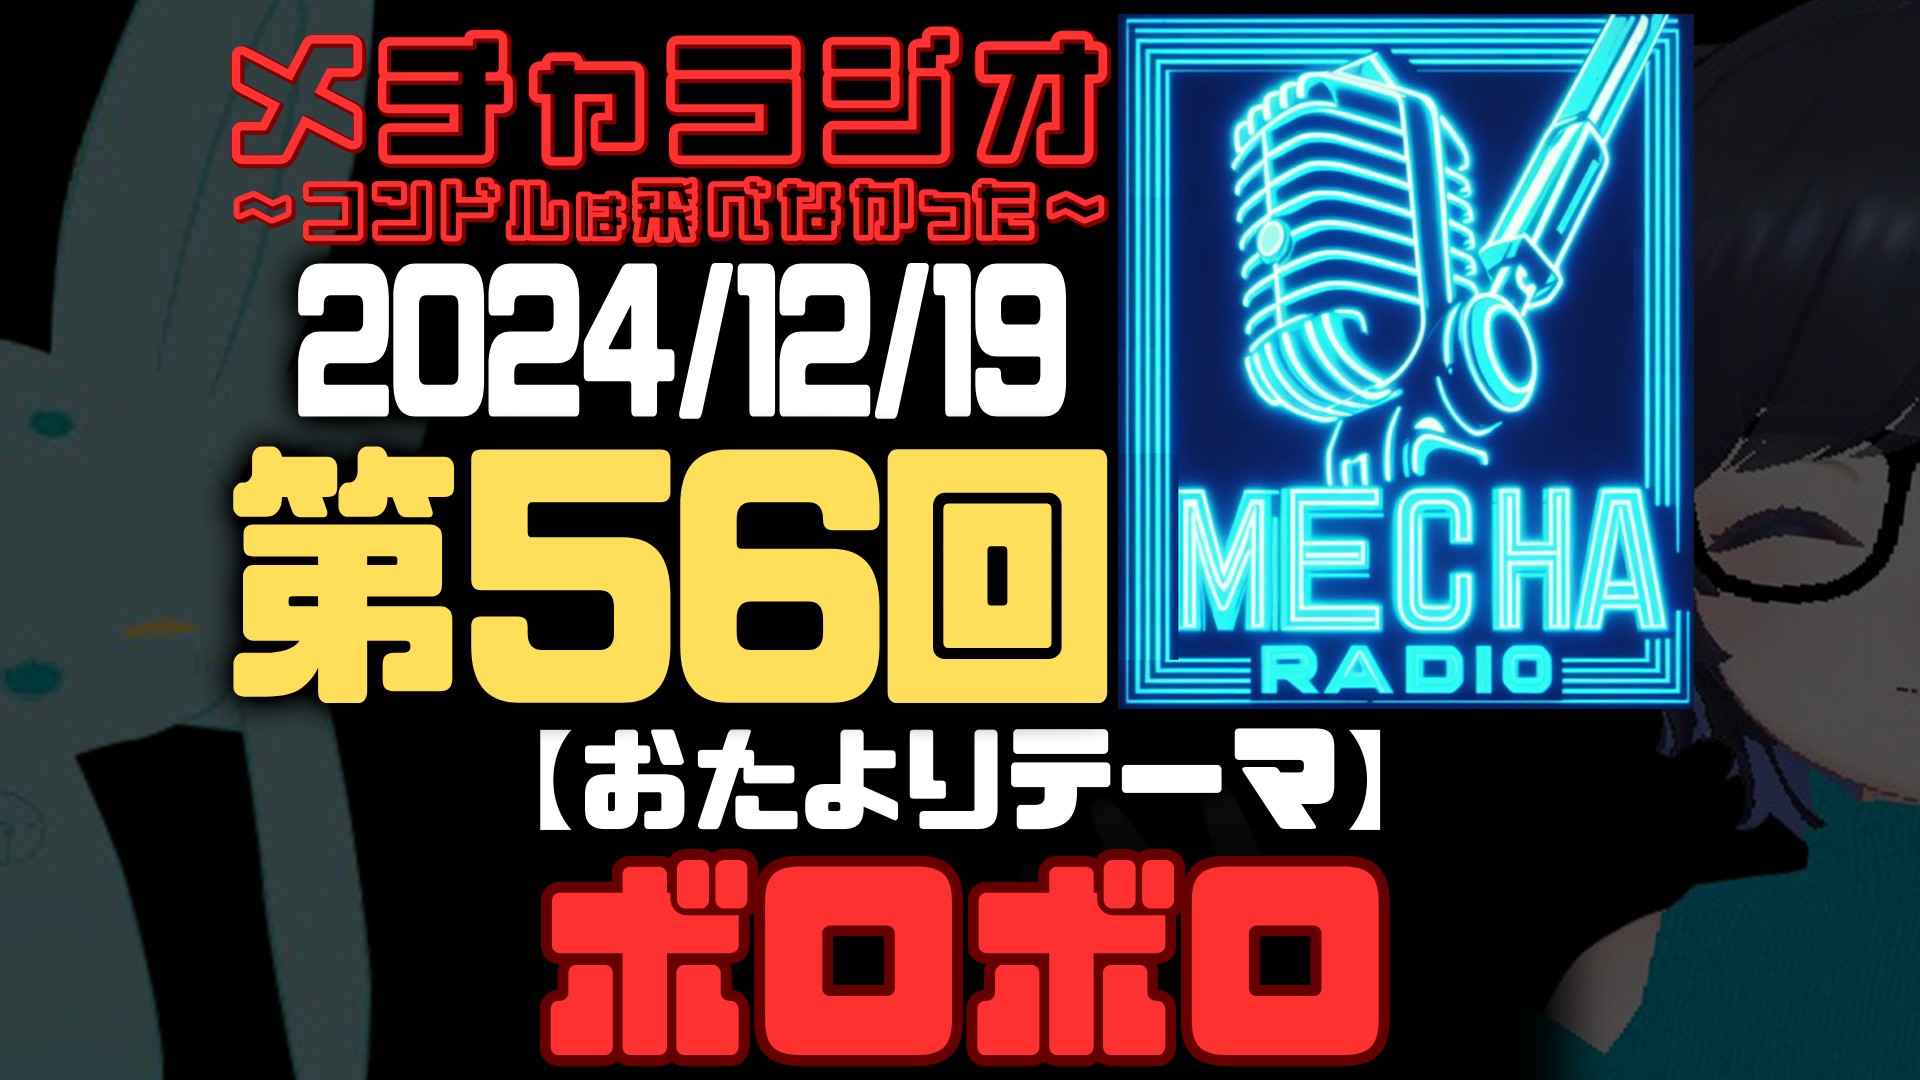 メチャラジオ
～コンドルは飛べなかった～
2024/12/19
第56回
MECHA
RADIO
【おたよりテーマ】
ボロボロ